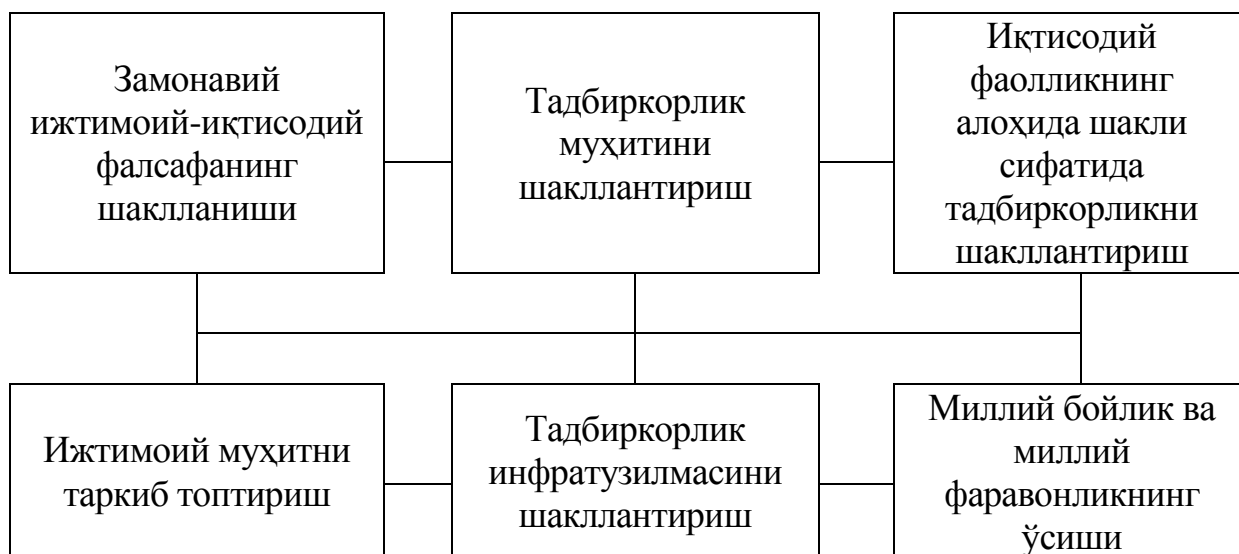 Замонавий
ижтимоий-иқтисодий
фалсафанинг
шаклланиши
Тадбиркорлик
муҳитини
шакллантириш
Иқтисодий
фаолликнинг
алоҳида шакли
сифатида
тадбиркорликни
шакллантириш
Ижтимоий муҳитни
таркиб топтириш
Тадбиркорлик
инфратузилмасини
шакллантириш
Миллий бойлик ва
миллий
фаравонликнинг
ўсиши